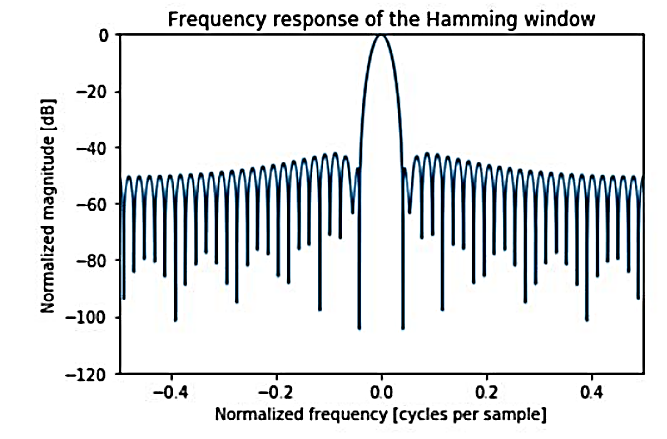 Frequency response of the Hamming window
Normalized magnitude [dB]
0
−20
−40
−60
−80
−100
−120
−0.4 −0.2 0.0 0.2 0.4
Normalized frequency [cycles per sample]